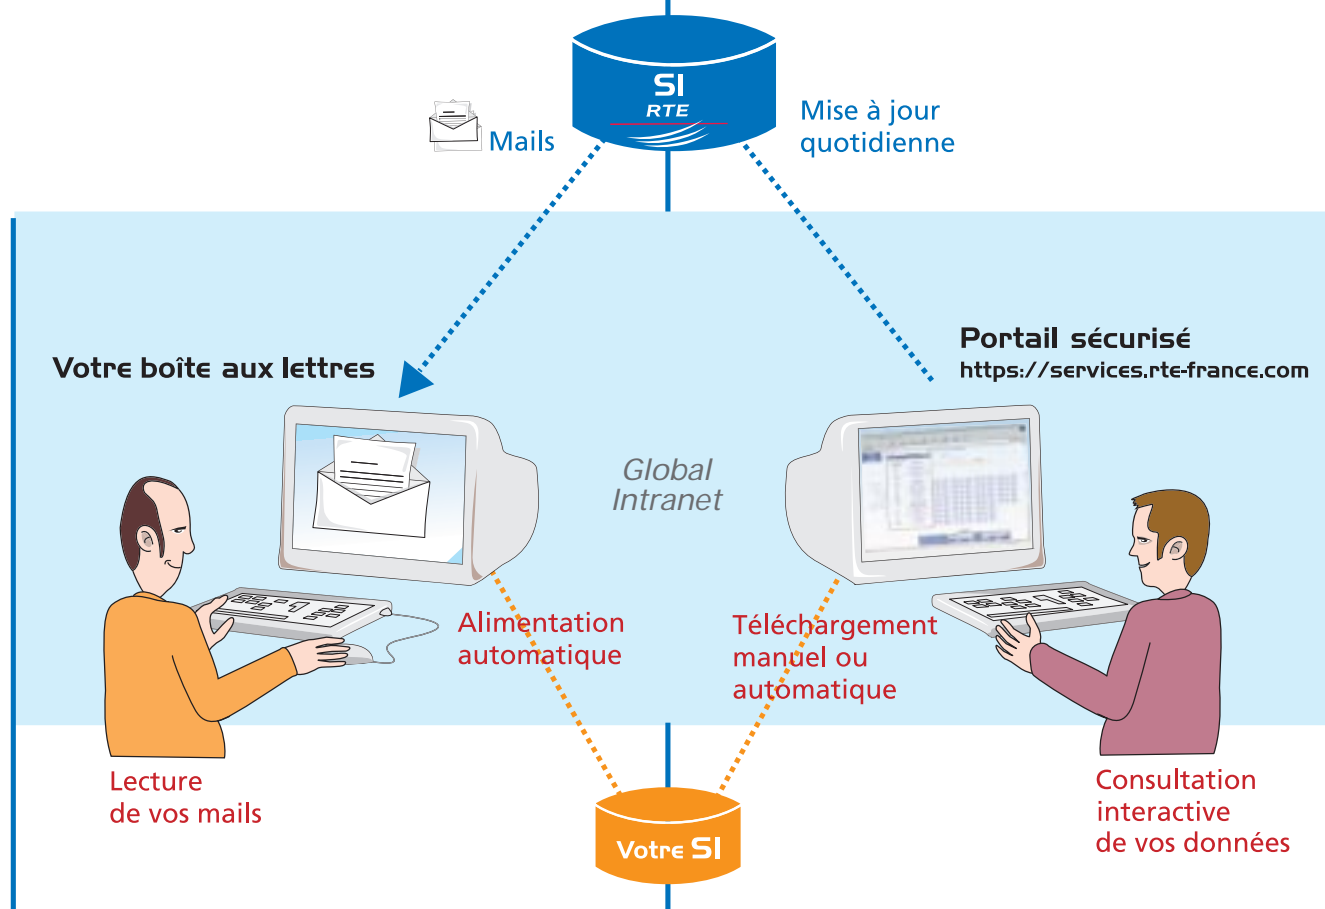 SI
RTE
Mails
Mise à jour
quotidienne
Votre boîte aux lettres
Portail sécurisé
https://services.rte-france.com
Global
Intranet
Alimentation
automatique
Téléchargement
manuel ou
automatique
Lecture
de vos mails
Consultation
interactive
de vos données
Votre SI